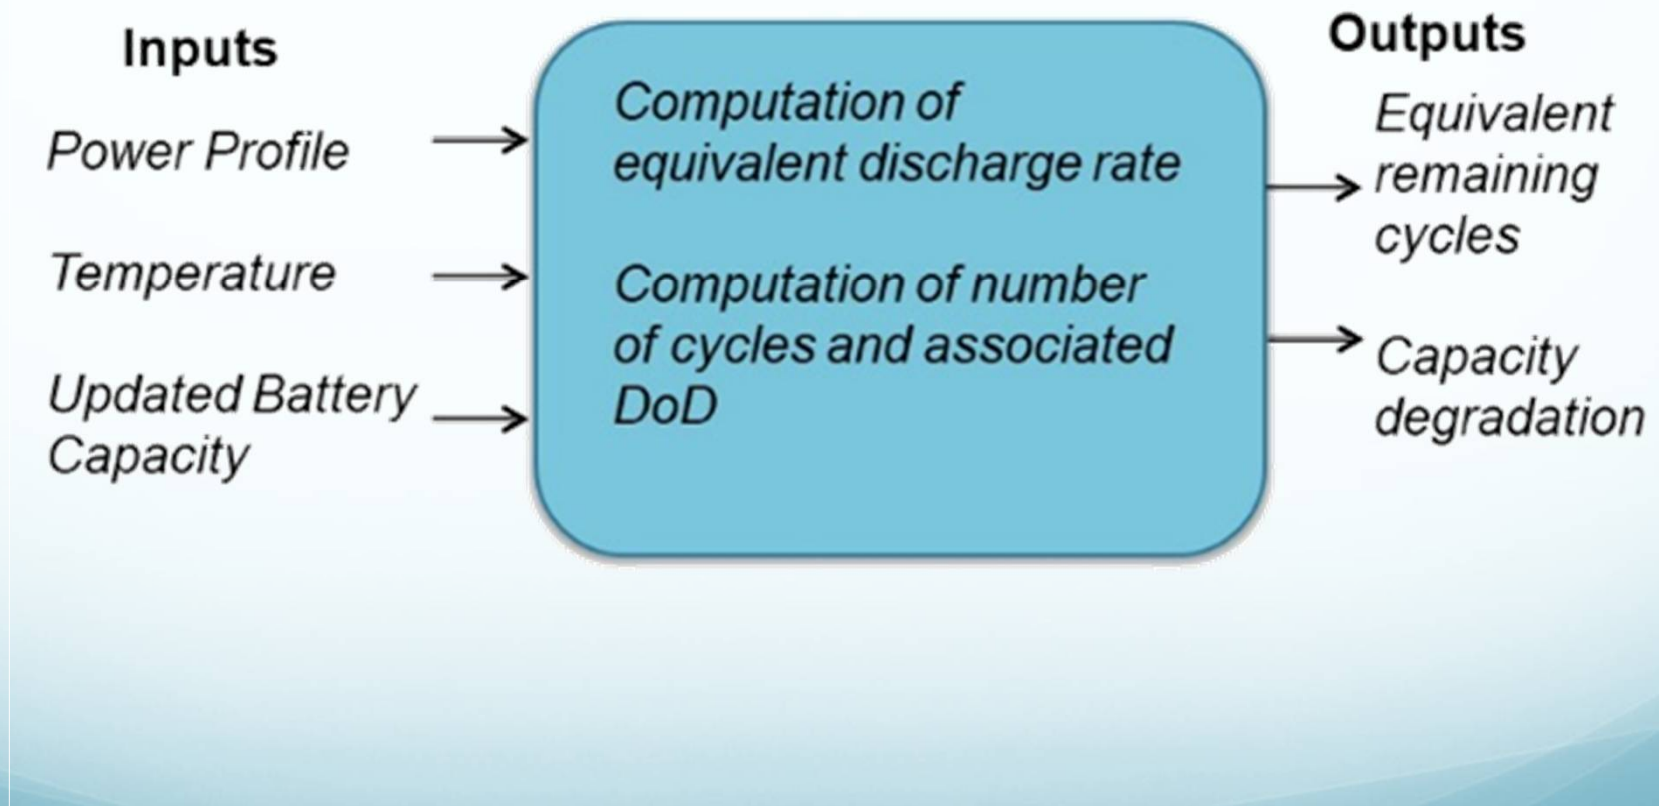 Inputs
Power Profile
Temperature
Updated Battery
Capacity
Computation of
equivalent discharge rate
Computation of number
of cycles and associated
DoD
Outputs
Equivalent
remaining
cycles
Capacity
degradation